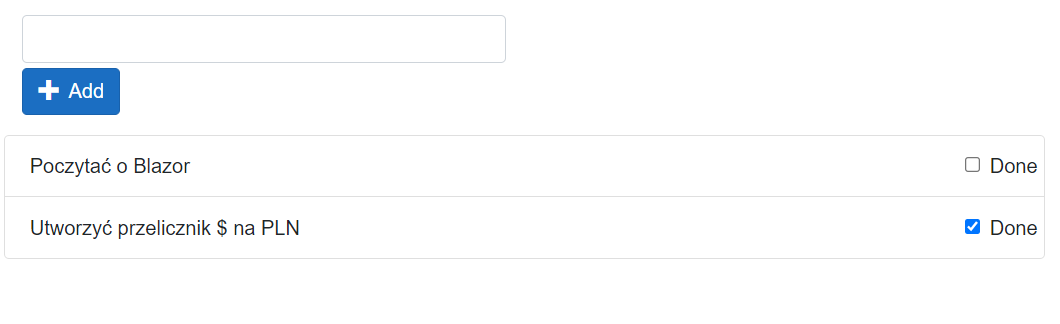 Add
Poczytać o Blazor Done
Utworzyć przelicznik $ na PLN Done